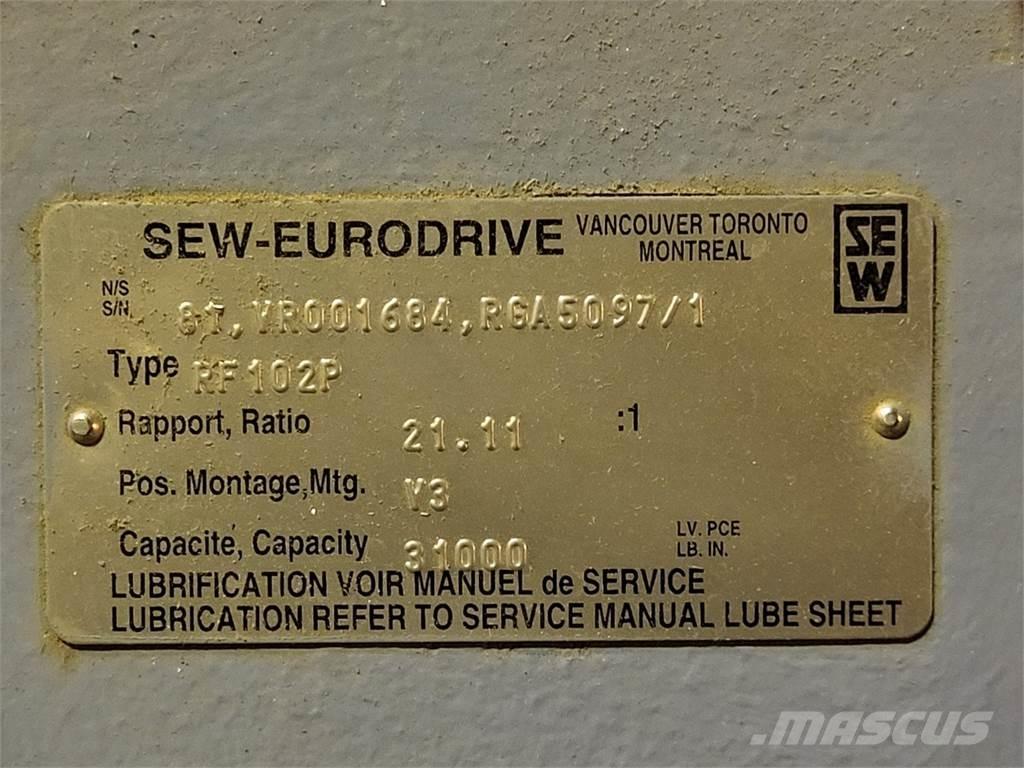 SEW-EURODRIVE VANCOUVER TORONTO MONTREAL
SEW
N/S
S/N 87,YR001684,RGA5097/1
Type RF102P
Rapport, Ratio 21.11 :1
Pos. Montage,Mtg. V3
Capacité, Capacity 31000 LV. PCE LB. IN.
LUBRIFICATION VOIR MANUEL de SERVICE
LUBRICATION REFER TO SERVICE MANUAL LUBE SHEET
.MASCUS